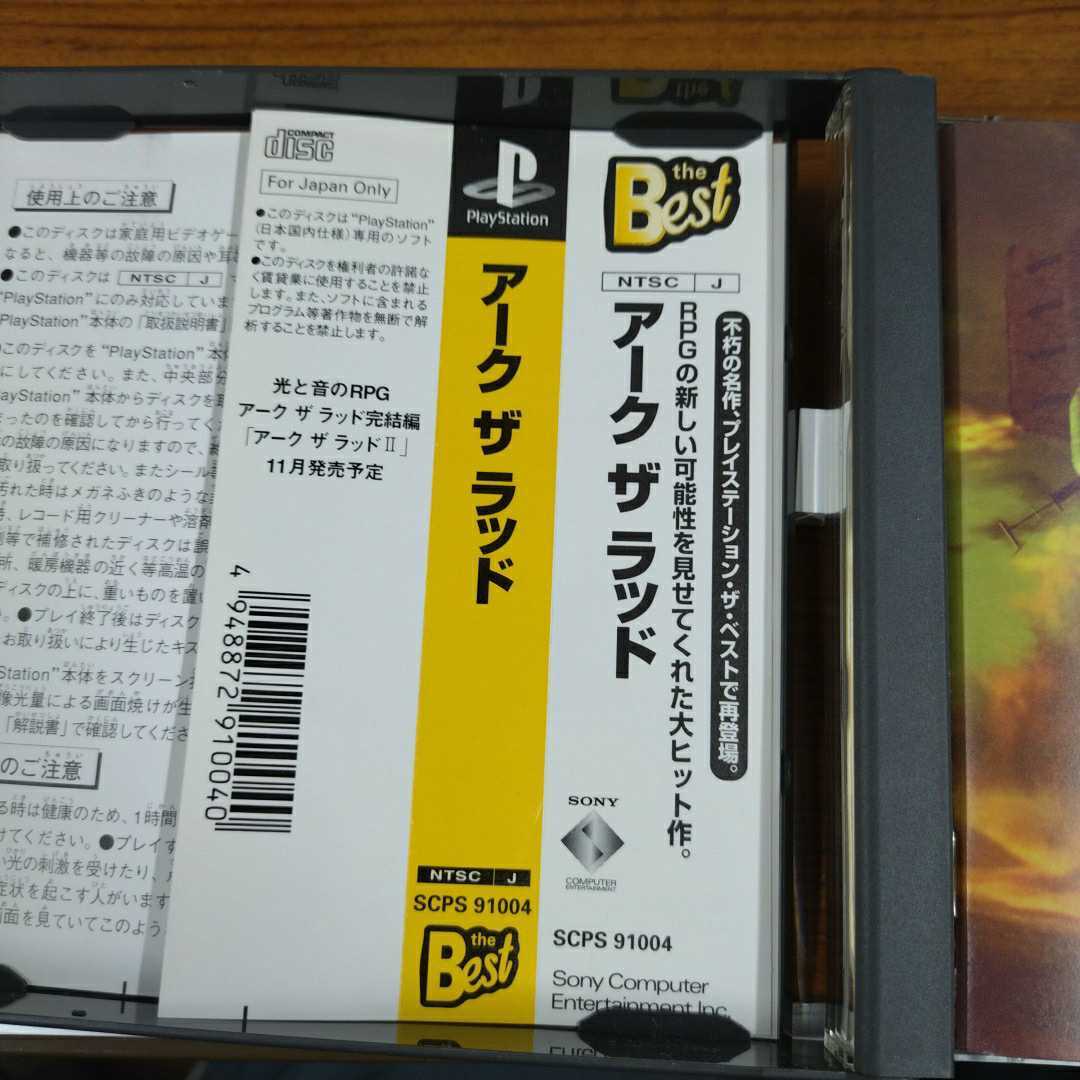 使用上のご注意
●このディスクは家庭用ビデオゲー
なると、機器等の故障の原因や耳
●このディスクは NTSC J
"PlayStation"にのみ対応していま
PlayStation"本体の「取扱説明書」
このディスクを"PlayStation"本
にしてください。また、中央部分
ayStation"本体からディスクを取
まったのを確認してから行ってく
の故障の原因になりますので、
取り扱ってください。またシール
汚れた時はメガネふきのような
、レコード用クリーナーや溶剤
等で補修されたディスクは誤
所、暖房機器の近く等高温の
ディスクの上に、重いものを置い
。●プレイ終了後はディスク
お取り扱いにより生じたキズ
Station"本体をスクリーン
像光量による画面焼けが生
「解説書」で確認してくださ
のご注意
る時は健康のため、1時間
けてください。●プレイす
い光の刺激を受けたり、
症状を起こす人がいます
画面を見ていてこのよう
COMPACT
disc
For Japan Only
●このディスクは"PlayStation"
(日本国内仕様)専用のソフト
です。
●このディスクを権利者の許諾な
く賃貸業に使用することを禁止
します。また、ソフトに含まれる
プログラム等著作物を無断で解
析することを禁止します。
光と音のRPG
アーク ザ ラッド完結編
「アーク ザ ラッドⅡ」
11月発売予定
4948872910040
PlayStation
アーク ザ ラッド
NTSC J
SCPS 91004
the
Best
the
Best
NTSC J
不朽の名作、プレイステーション・ザ・ベストで再登場。
RPGの新しい可能性を見せてくれた大ヒット作。
アーク ザ ラッド
SONY
COMPUTER
ENTERTAINMENT
SCPS 91004
Sony Computer
Entertainment Inc.